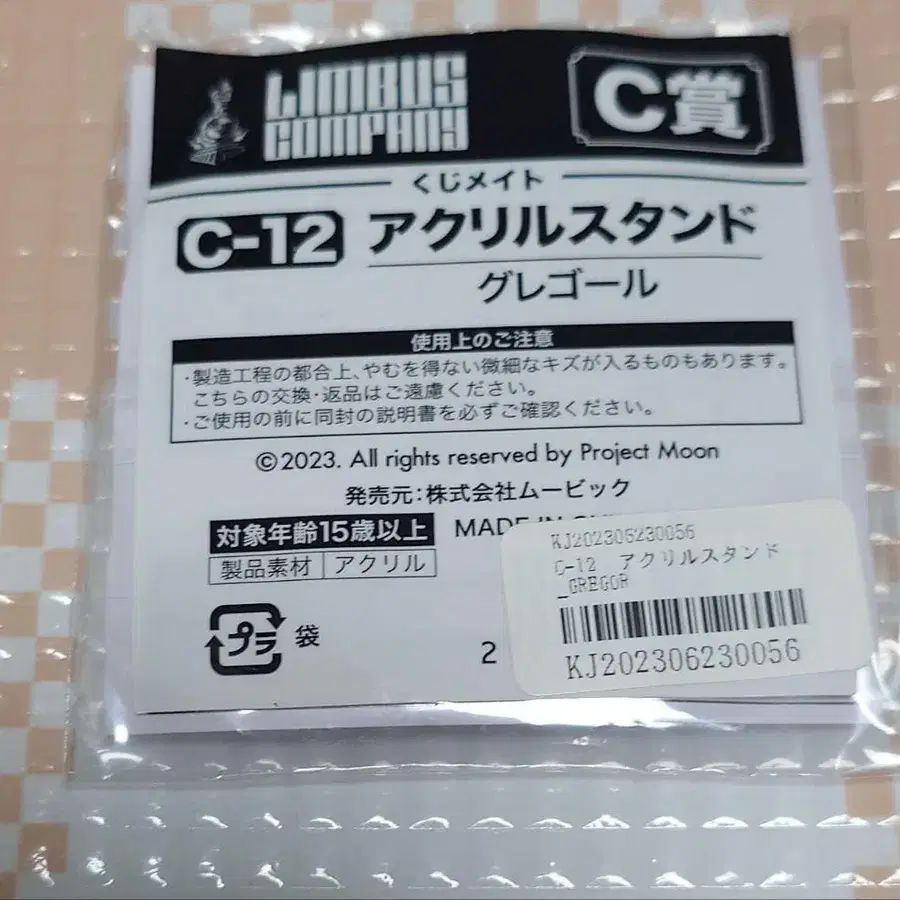 LIMBUS
COMPANY
C賞
くじメイト
C-12 アクリルスタンド
グレゴール
使用上のご注意
・製造工程の都合上、やむを得ない微細なキズが入るものもあります。
こちらの交換・返品はご遠慮ください。
・ご使用の前に同封の説明書を必ずご確認ください。
©2023. All rights reserved by Project Moon
発売元:株式会社ムービック
対象年齢15歳以上 MADE IN
製品素材 アクリル
プラ 袋
2
KJ202306230056
C-12 アクリルスタンド
_GREGOR
KJ202306230056